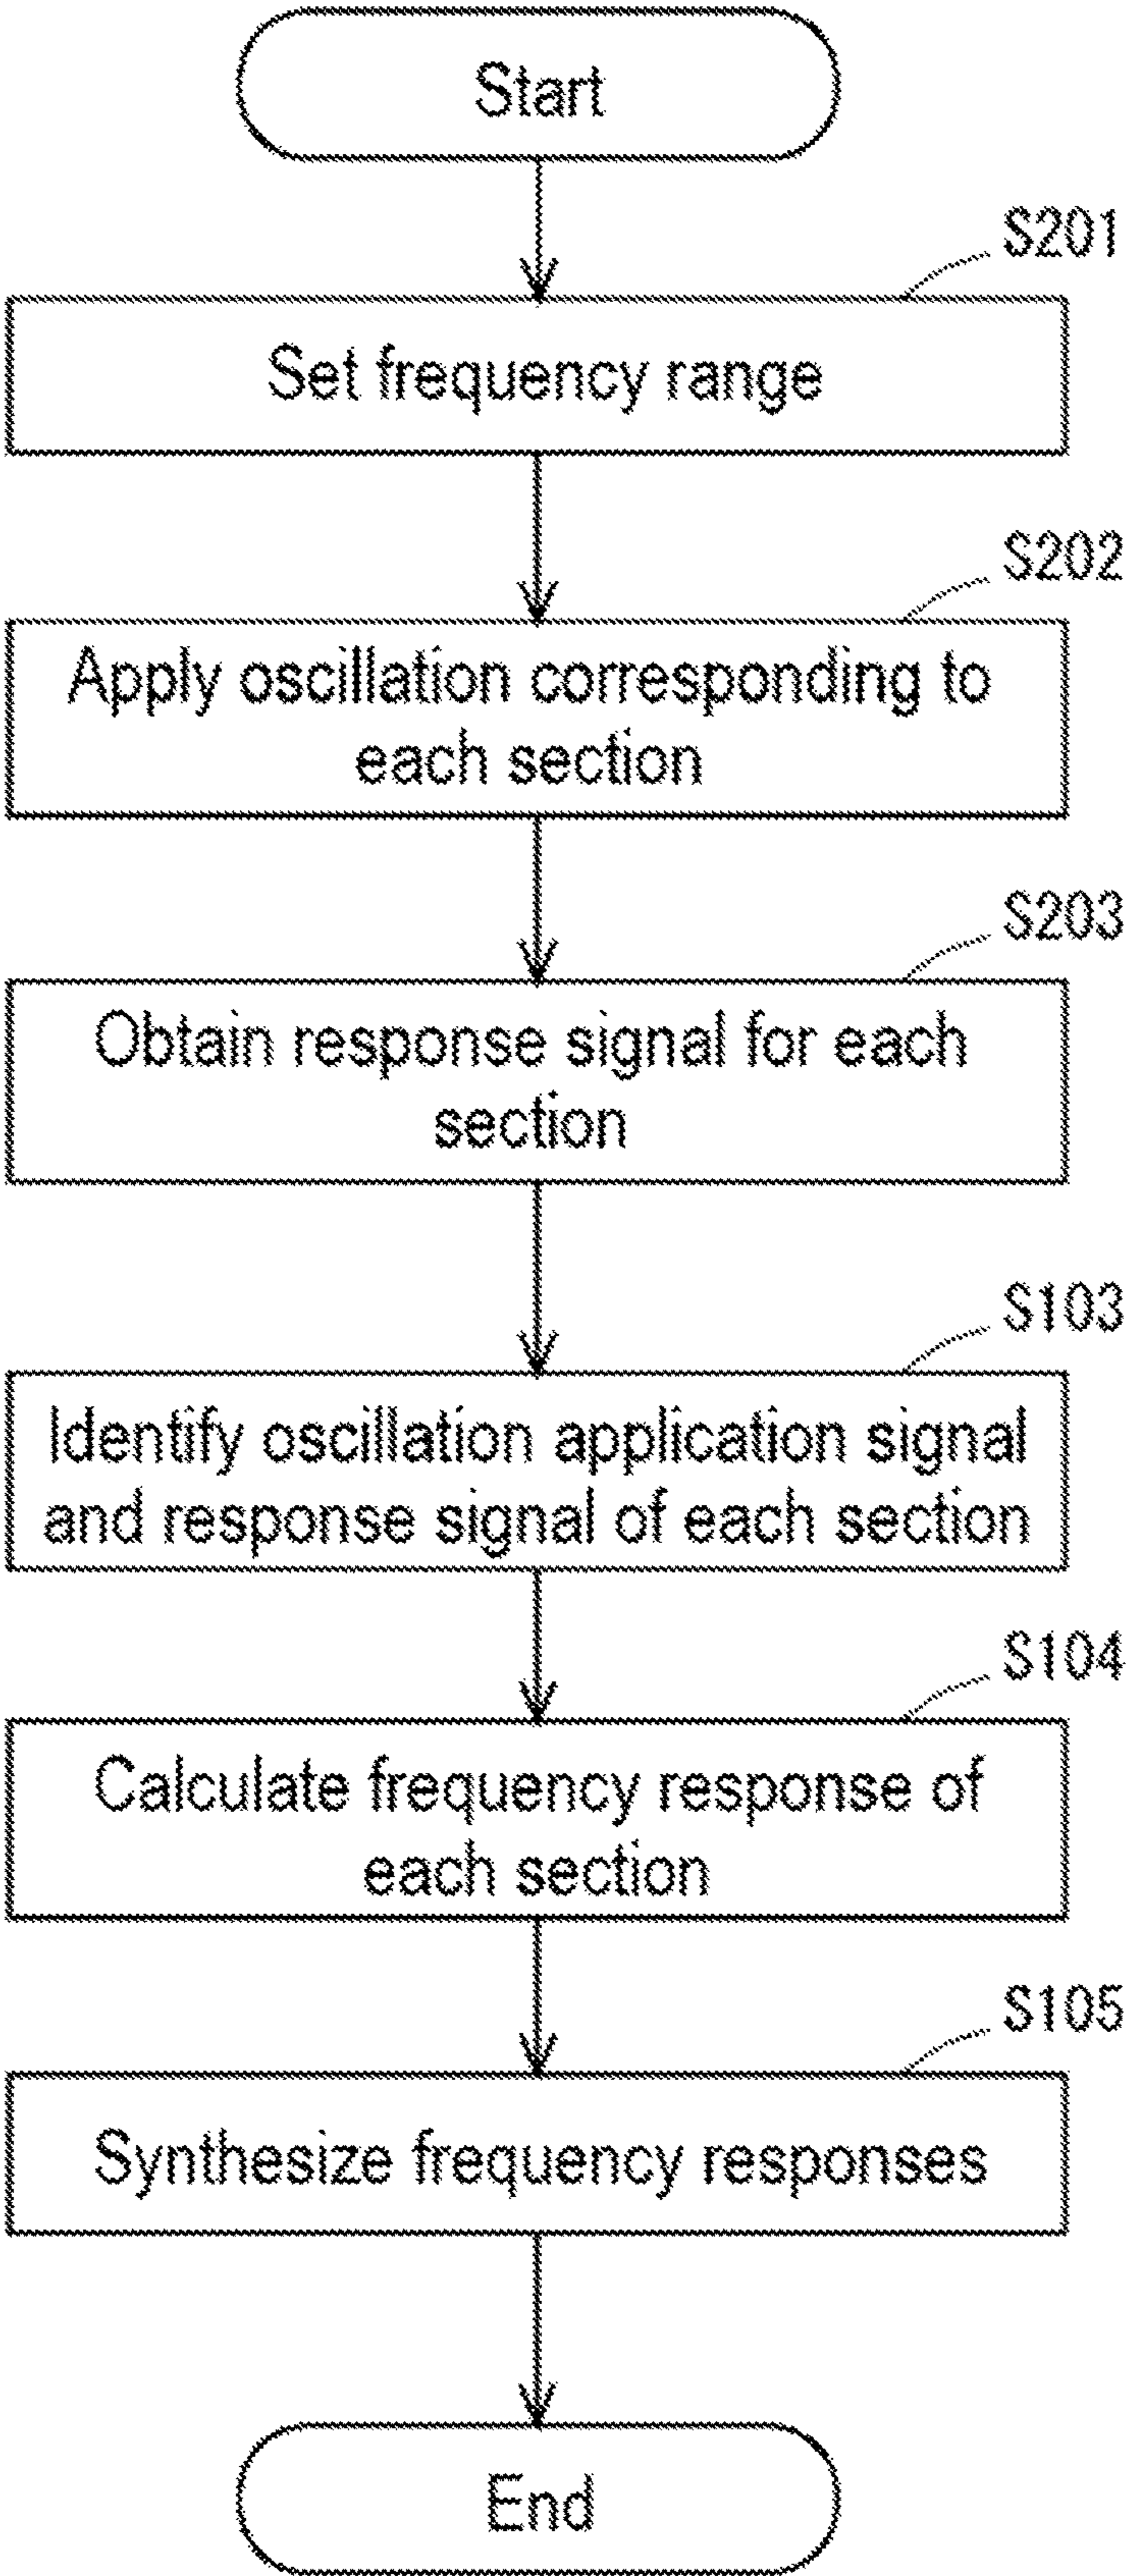 Start
S201
Set frequency range
S202
Apply oscillation corresponding to
each section
S203
Obtain response signal for each
section
S103
Identify oscillation application signal
and response signal of each section
S104
Calculate frequency response of
each section
S105
Synthesize frequency responses
End